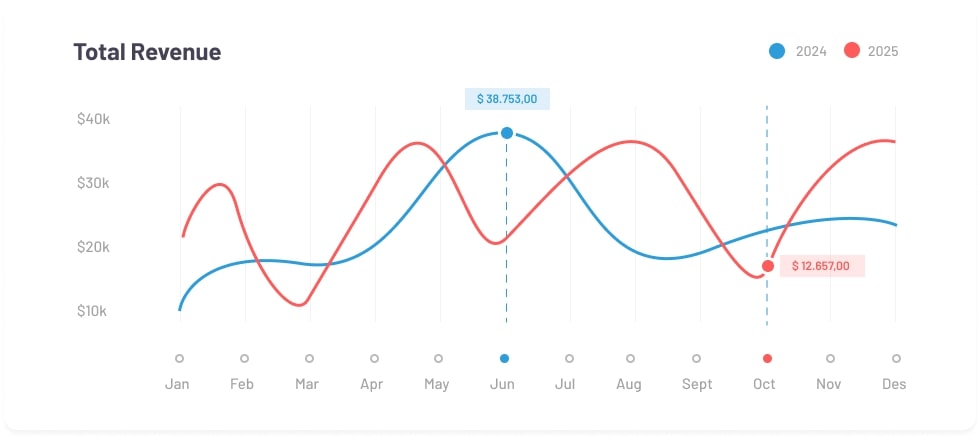 Total Revenue
2024
2025
$ 38.753,00
$40k
$30k
$20k
$10k
$ 12.657,00
Jan Feb Mar Apr May Jun Jul Aug Sept Oct Nov Des